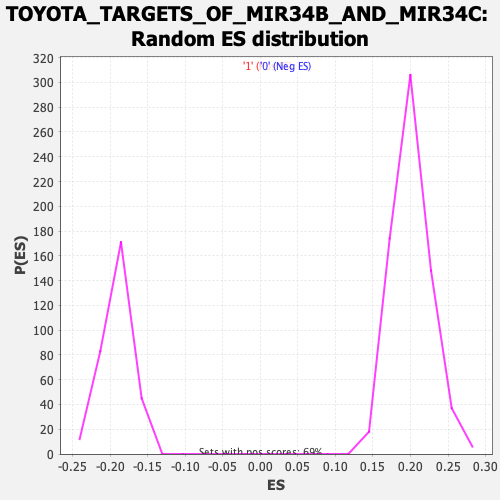 TOYOTA_TARGETS_OF_MIR34B_AND_MIR34C:
Random ES distribution
'1' ('0' (Neg ES)
P(ES)
320
300
280
260
240
220
200
180
160
140
120
100
80
60
40
20
0
Sets with pos scores: 69%
-0.25 -0.20 -0.15 -0.10 -0.05 0.00 0.05 0.10 0.15 0.20 0.25 0.30
ES